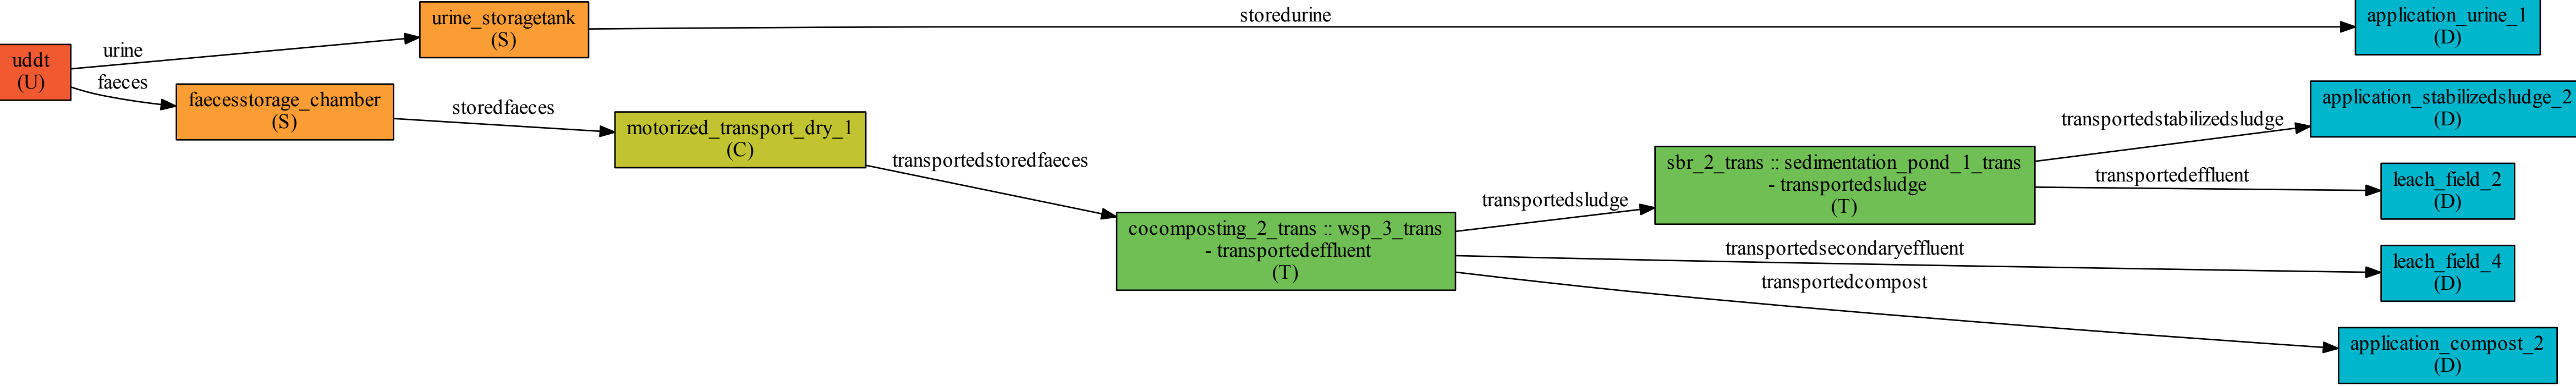 uddt
(U)
urine
faeces
urine_storagetank
(S)
storedurine
application_urine_1
(D)
faecesstorage_chamber
(S)
storedfaeces
motorized_transport_dry_1
(C)
transportedstoredfaeces
cocomposting_2_trans :: wsp_3_trans
- transportedeffluent
(T)
transportedsludge
sbr_2_trans :: sedimentation_pond_1_trans
- transportedsludge
(T)
transportedstabilizedsludge
application_stabilizedsludge_2
(D)
transportedeffluent
leach_field_2
(D)
transportedsecondaryeffluent
leach_field_4
(D)
transportedcompost
application_compost_2
(D)